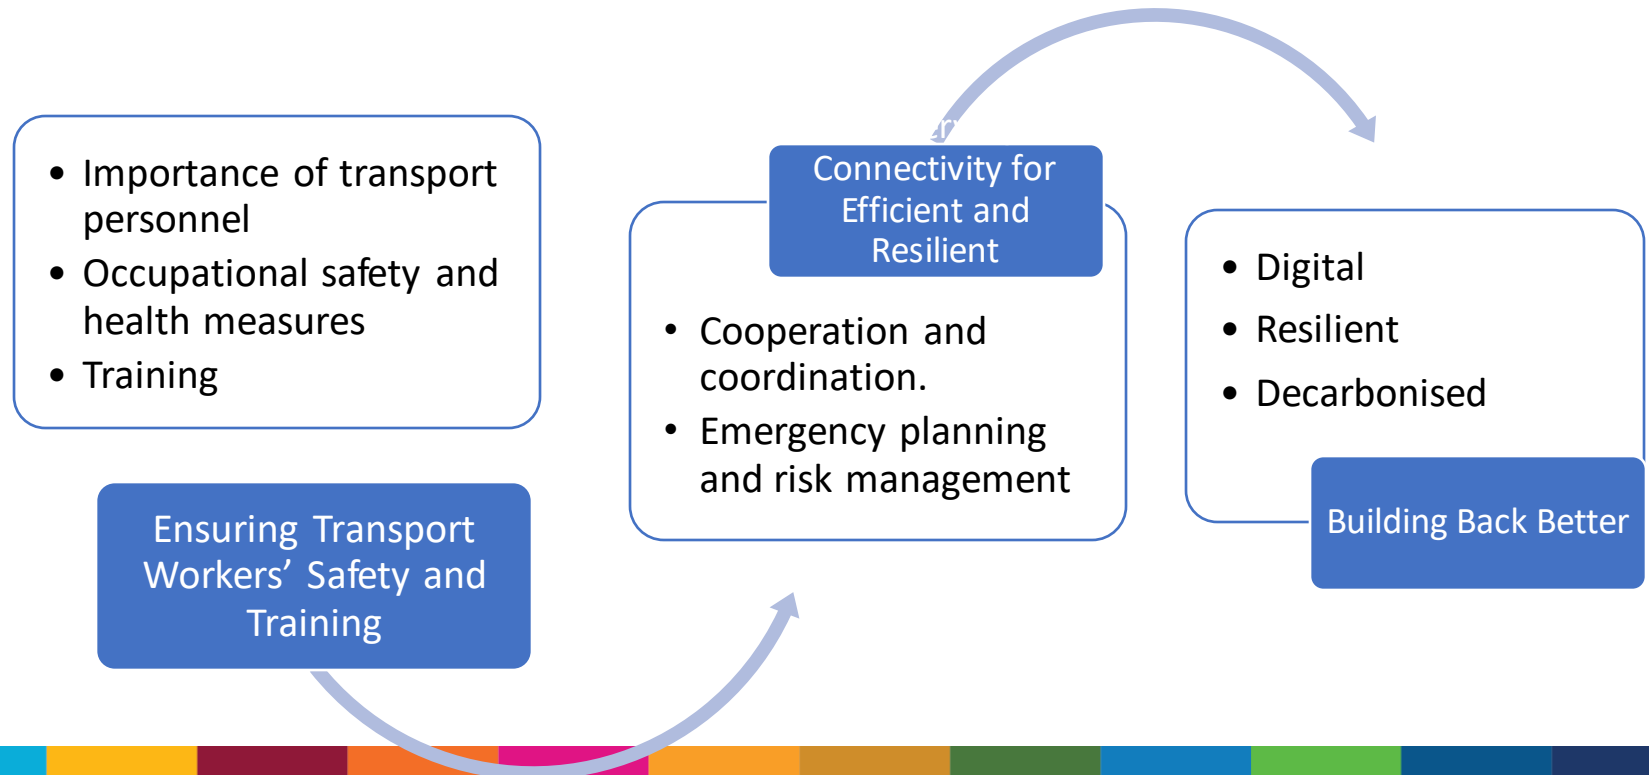 • Importance of transport
personnel
• Occupational safety and
health measures
• Training
Ensuring Transport
Workers’ Safety and
Training
Connectivity for
Efficient and
Resilient
• Cooperation and
coordination.
• Emergency planning
and risk management
• Digital
• Resilient
• Decarbonised
Building Back Better